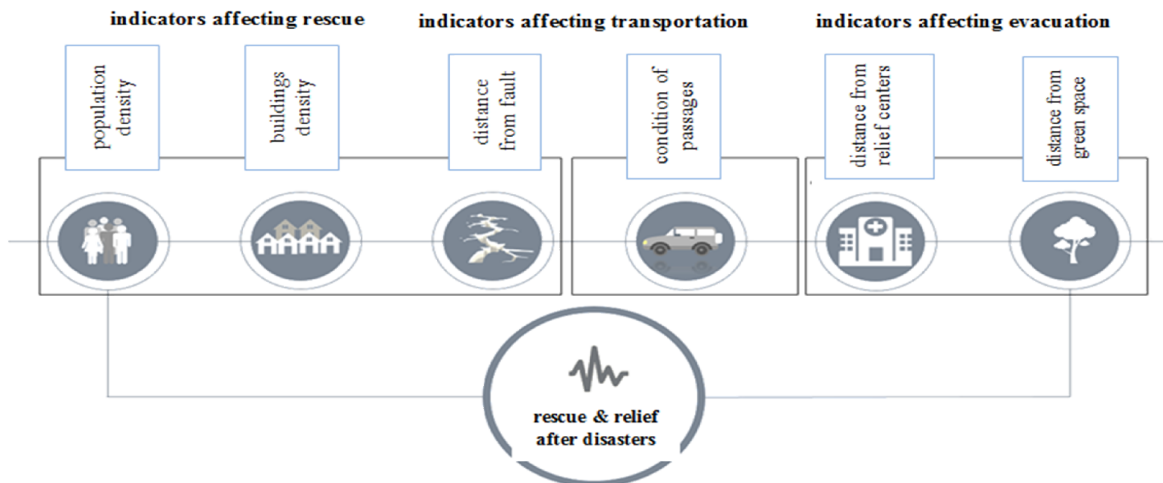 indicators affecting rescue
indicators affecting transportation
indicators affecting evacuation
population
density
buildings
density
distance
from fault
condition of
passages
distance from
relief centers
distance from
green space
rescue & relief
after disasters